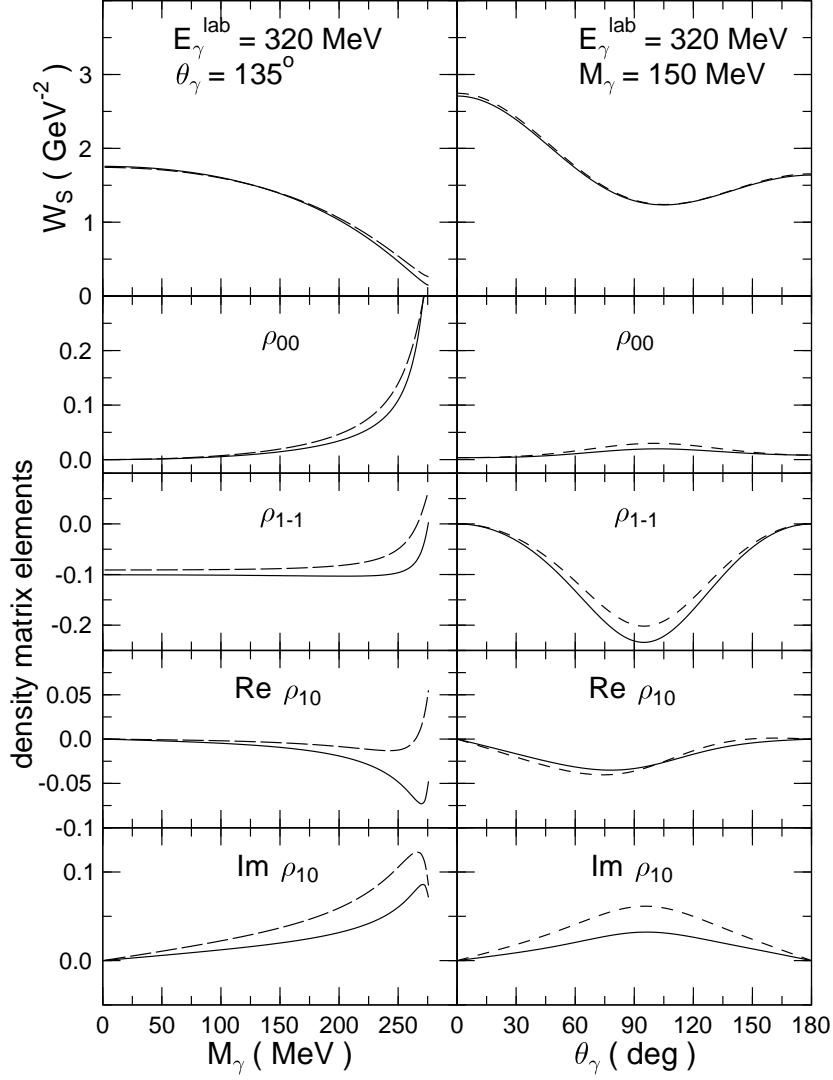 E_γ^lab = 320 MeV
θ_γ = 135°
E_γ^lab = 320 MeV
M_γ = 150 MeV
W_S ( GeV^-2 )
3
2
1
0
ρ_00
ρ_00
0.2
0.1
0.0
ρ_1-1
ρ_1-1
0.0
-0.1
-0.2
density matrix elements
Re ρ_10
Re ρ_10
0.05
0.0
-0.05
-0.1
Im ρ_10
Im ρ_10
0.1
0.0
0 50 100 150 200 250
0 30 60 90 120 150 180
M_γ ( MeV )
θ_γ ( deg )